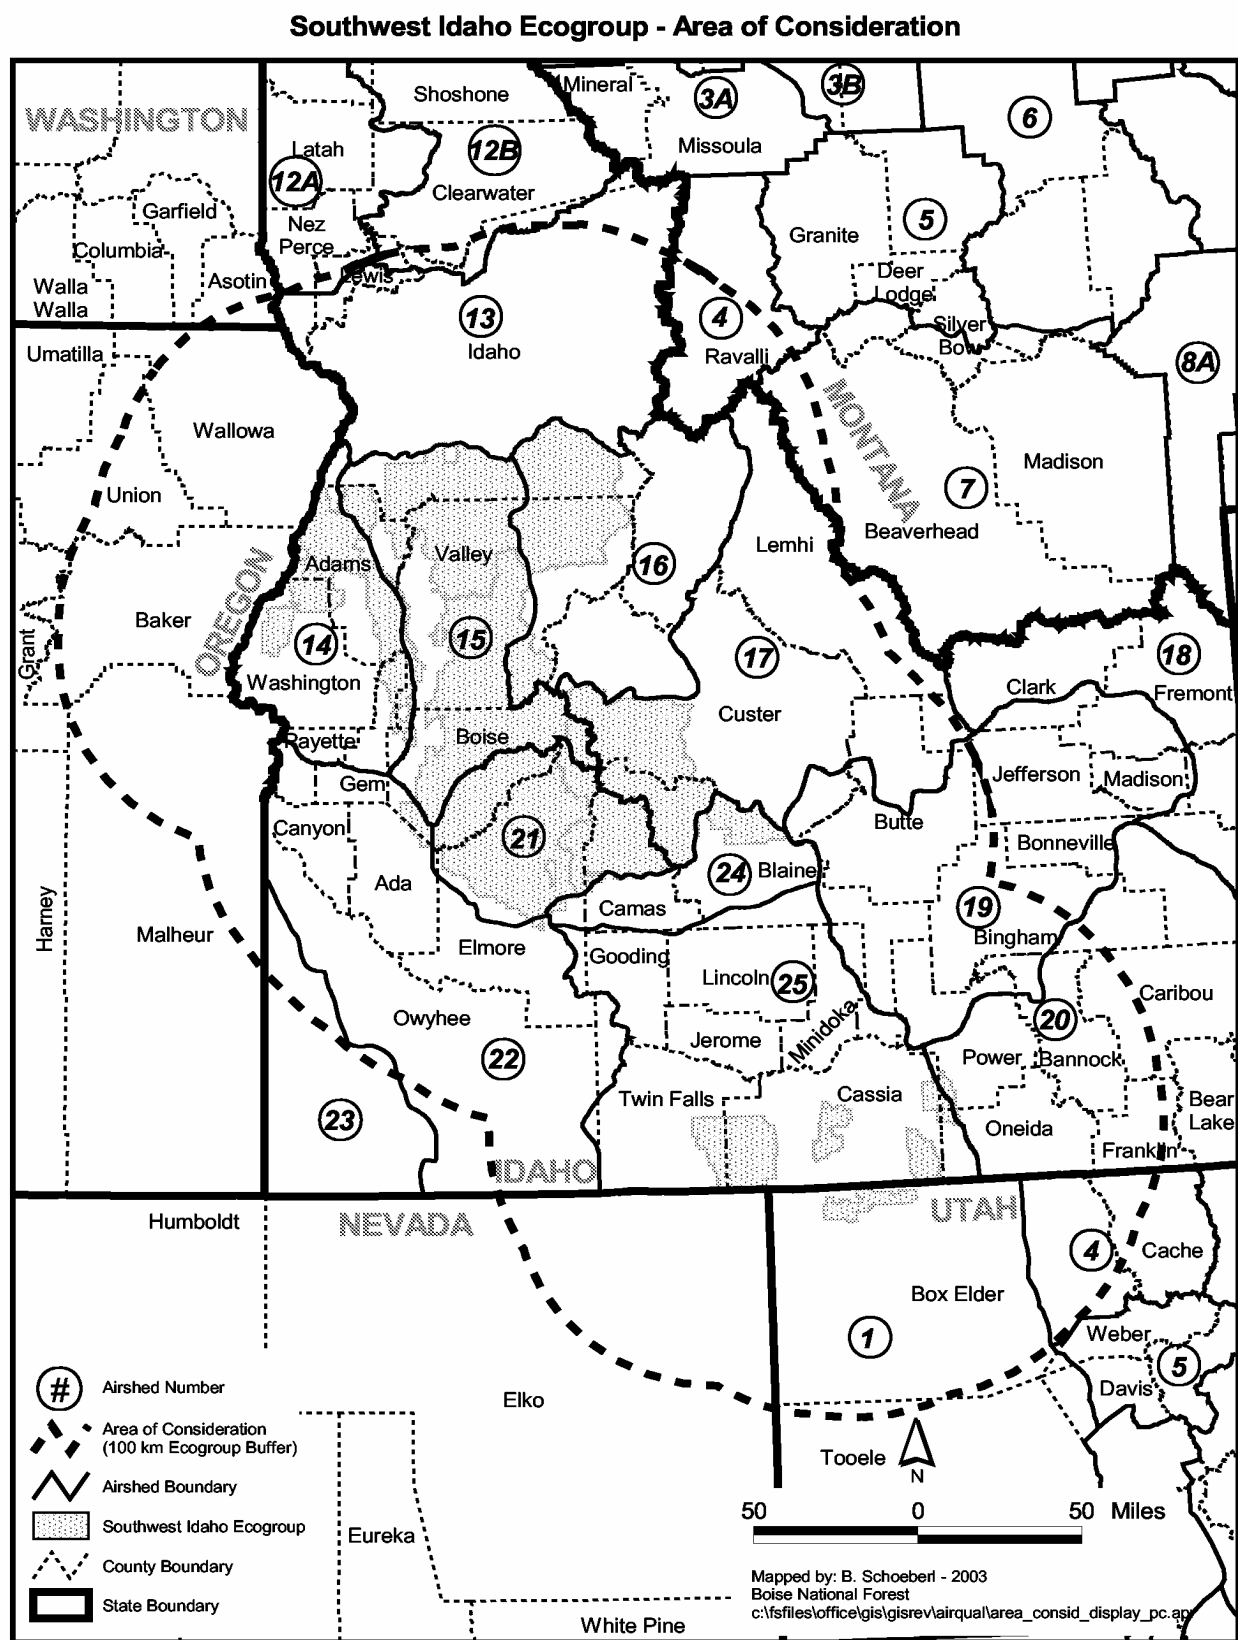 Southwest Idaho Ecogroup - Area of Consideration
WASHINGTON
Shoshone
Mineral
3A
3B
6
Latah
12B
Missoula
12A
Clearwater
Garfield
Nez
Perce
5
Granite
Columbia
Asotin
Lewis
Deer
Lodge
Walla
Walla
13
4
Silver
Bow
Umatilla
Idaho
Ravalli
8A
MONTANA
Wallowa
Madison
Union
7
Beaverhead
Valley
Lemhi
Adams
16
OREGON
Baker
Grant
14
15
17
18
Washington
Clark
Fremont
Custer
Payette
Boise
Jefferson
Madison
Gem
Canyon
21
Butte
Bonneville
Ada
24
Blaine
Harney
Camas
19
Malheur
Elmore
Gooding
Bingham
Lincoln
25
Caribou
Owyhee
Jerome
Minidoka
20
22
Power
Bannock
Twin Falls
Cassia
Bear
Lake
23
Oneida
Franklin
IDAHO
Humboldt
NEVADA
UTAH
4
Cache
Box Elder
1
Weber
5
Davis
Elko
Tooele
N
# Airshed Number
Area of Consideration
(100 km Ecogroup Buffer)
Airshed Boundary
Southwest Idaho Ecogroup
County Boundary
State Boundary
Eureka
White Pine
50 0 50 Miles
Mapped by: B. Schoeberl - 2003
Boise National Forest
c:\fsfiles\office\gis\gisrev\airqual\area_consid_display_pc.ap